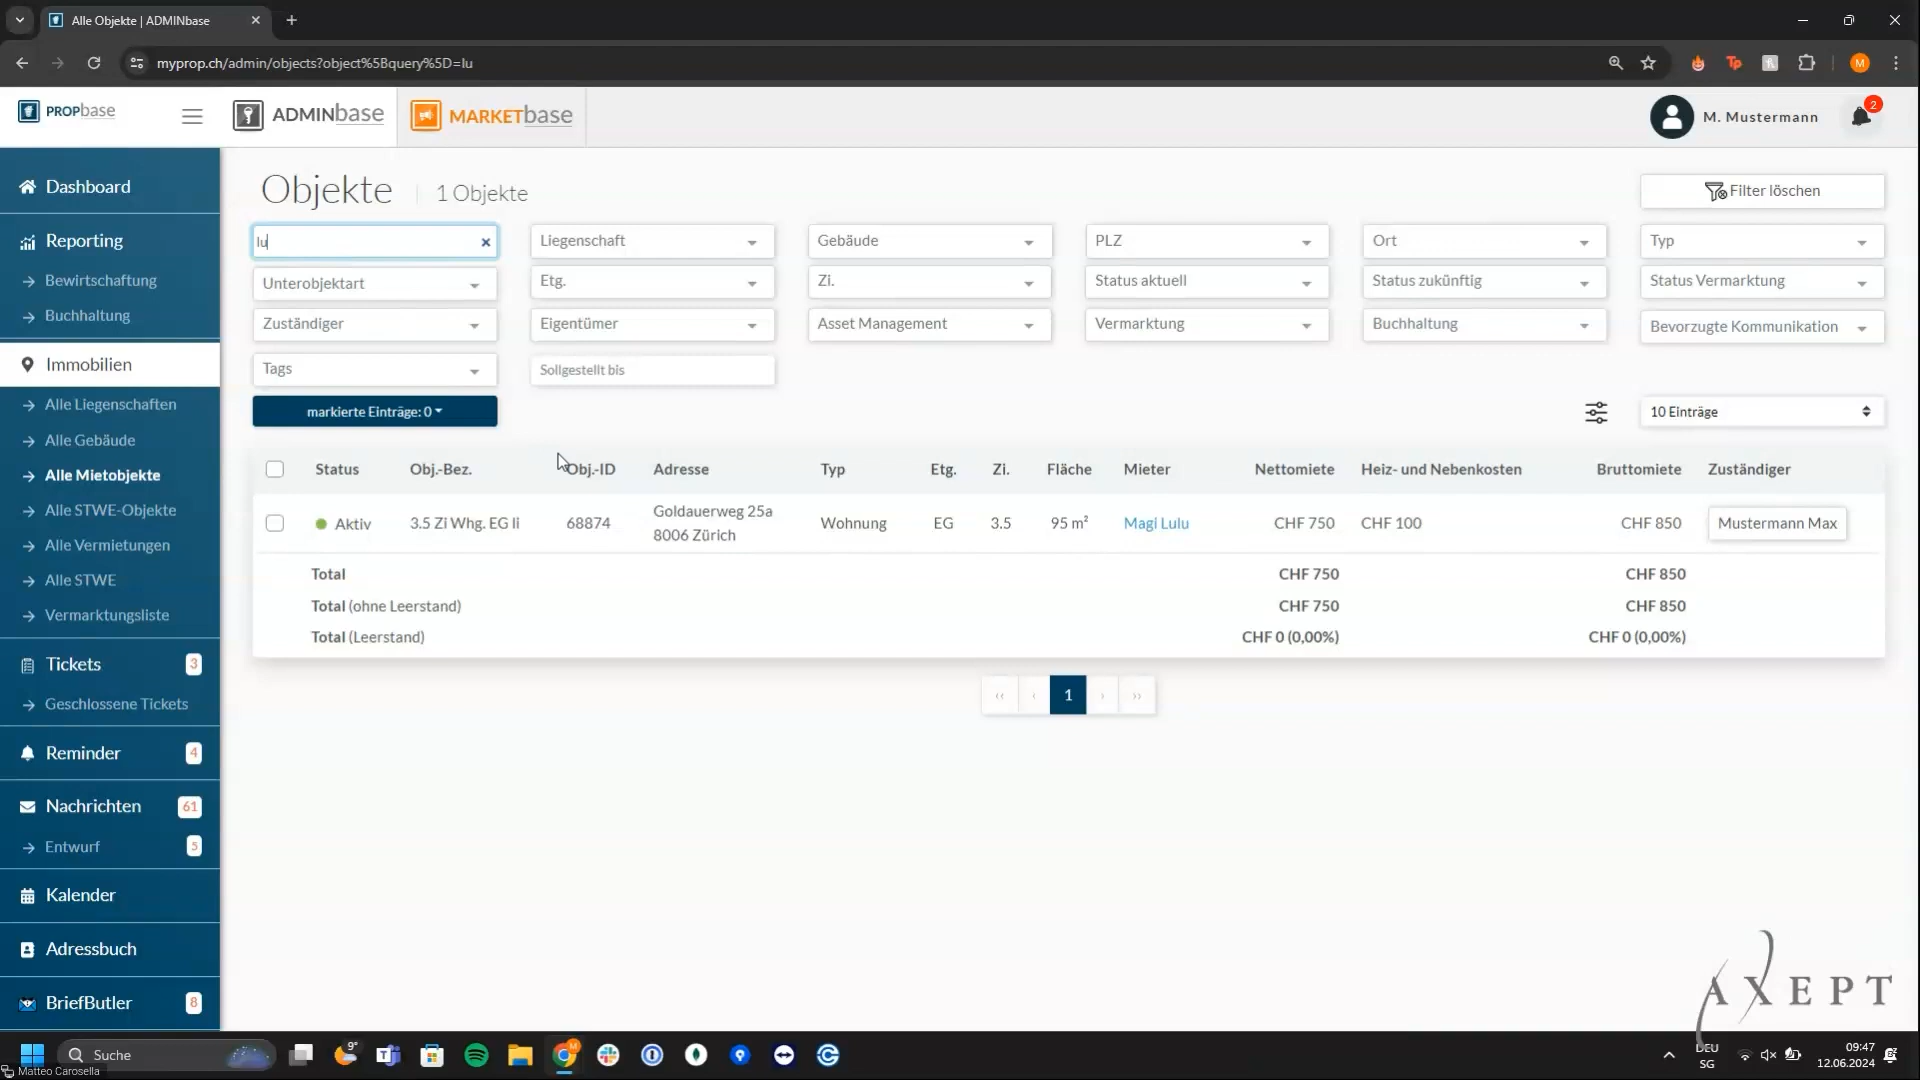 Alle Objekte | ADMINbase
myprop.ch/admin/objects?object%5Bquery%5D=lu
PROPbase
ADMINbase
MARKETbase
M. Mustermann
2
Dashboard
Reporting
Bewirtschaftung
Buchhaltung
Immobilien
Alle Liegenschaften
Alle Gebäude
Alle Mietobjekte
Alle STWE-Objekte
Alle Vermietungen
Alle STWE
Vermarktungsliste
Tickets 3
Geschlossene Tickets
Reminder 4
Nachrichten 61
Entwurf 5
Kalender
Adressbuch
BriefButler 8
Objekte 1 Objekte
Filter löschen
lu Liegenschaft Gebäude PLZ Ort Typ
Unterobjektart Etg. Zi. Status aktuell Status zukünftig Status Vermarktung
Zuständiger Eigentümer Asset Management Vermarktung Buchhaltung Bevorzugte Kommunikation
Tags Sollgestellt bis
markierte Einträge: 0 10 Einträge
Status Obj.-Bez. Obj.-ID Adresse Typ Etg. Zi. Fläche Mieter Nettomiete Heiz- und Nebenkosten Bruttomiete Zuständiger
Aktiv 3.5 Zi Whg. EG li 68874 Goldauerweg 25a Wohnung EG 3.5 95 m² Magi Lulu CHF 750 CHF 100 CHF 850 Mustermann Max
8006 Zürich
Total CHF 750 CHF 850
Total (ohne Leerstand) CHF 750 CHF 850
Total (Leerstand) CHF 0 (0,00%) CHF 0 (0,00%)
‹‹ ‹ 1 › ››
AXEPT
Suche
9°
DEU
SG
09:47
12.06.2024
Matteo Carosella